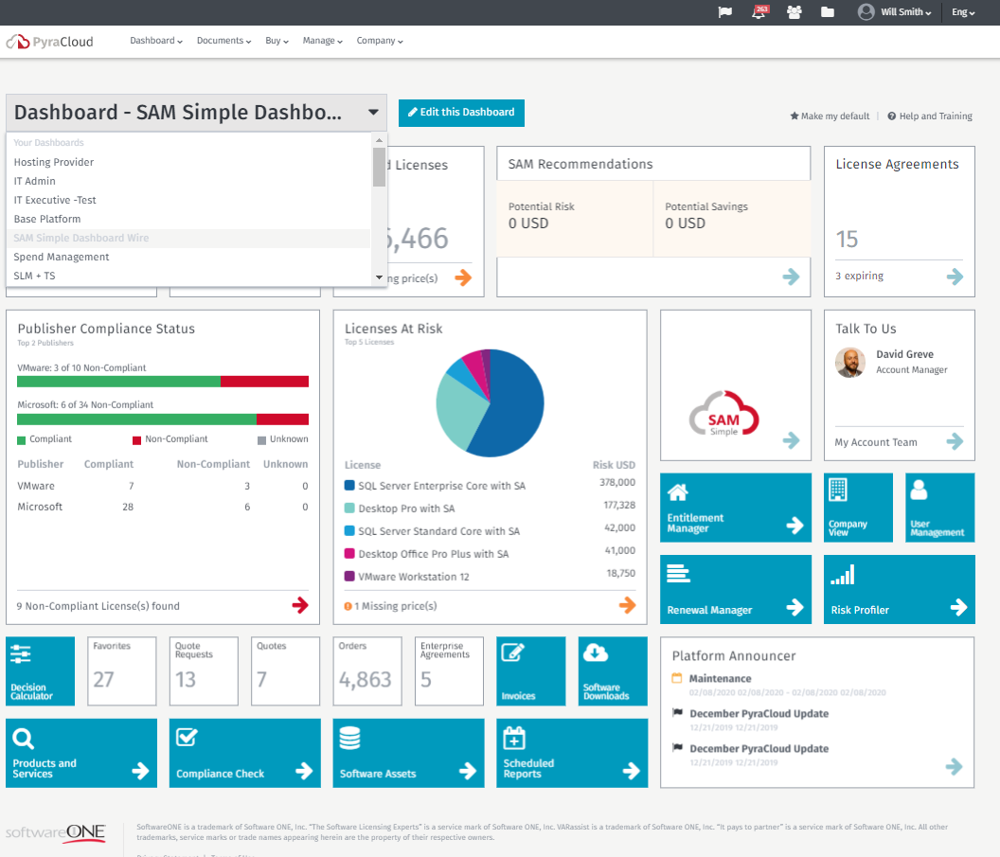 263
Will Smith
Eng
PyraCloud
Dashboard
Documents
Buy
Manage
Company
Dashboard - SAM Simple Dashbo...
Edit this Dashboard
Make my default
Help and Training
Your Dashboards
Hosting Provider
IT Admin
IT Executive -Test
Base Platform
SAM Simple Dashboard Wire
Spend Management
SLM + TS
d Licenses
5,466
ng price(s)
SAM Recommendations
Potential Risk
0 USD
Potential Savings
0 USD
License Agreements
15
3 expiring
Publisher Compliance Status
Top 2 Publishers
VMware: 3 of 10 Non-Compliant
Microsoft: 6 of 34 Non-Compliant
Compliant
Non-Compliant
Unknown
Publisher Compliant Non-Compliant Unknown
VMware 7 3 0
Microsoft 28 6 0
9 Non-Compliant License(s) found
Licenses At Risk
Top 5 Licenses
License Risk USD
SQL Server Enterprise Core with SA 378,000
Desktop Pro with SA 177,328
SQL Server Standard Core with SA 42,000
Desktop Office Pro Plus with SA 41,000
VMware Workstation 12 18,750
1 Missing price(s)
SAM
Simple
Talk To Us
David Greve
Account Manager
My Account Team
Entitlement
Manager
Company
View
User
Management
Renewal Manager
Risk Profiler
Decision
Calculator
Favorites
27
Quote
Requests
13
Quotes
7
Orders
4,863
Enterprise
Agreements
5
Invoices
Software
Downloads
Platform Announcer
Maintenance
02/08/2020 02/08/2020 - 02/08/2020 02/08/2020
December PyraCloud Update
12/21/2019 12/21/2019
December PyraCloud Update
12/21/2019 12/21/2019
Products and
Services
Compliance Check
Software Assets
Scheduled
Reports
softwareONE
SoftwareONE is a trademark of Software ONE, Inc. "The Software Licensing Experts" is a service mark of Software ONE, Inc. VARassist is a trademark of Software ONE, Inc. "It pays to partner" is a service mark of Software ONE, Inc. All other
trademarks, service marks or trade names appearing herein are the property of their respective owners.